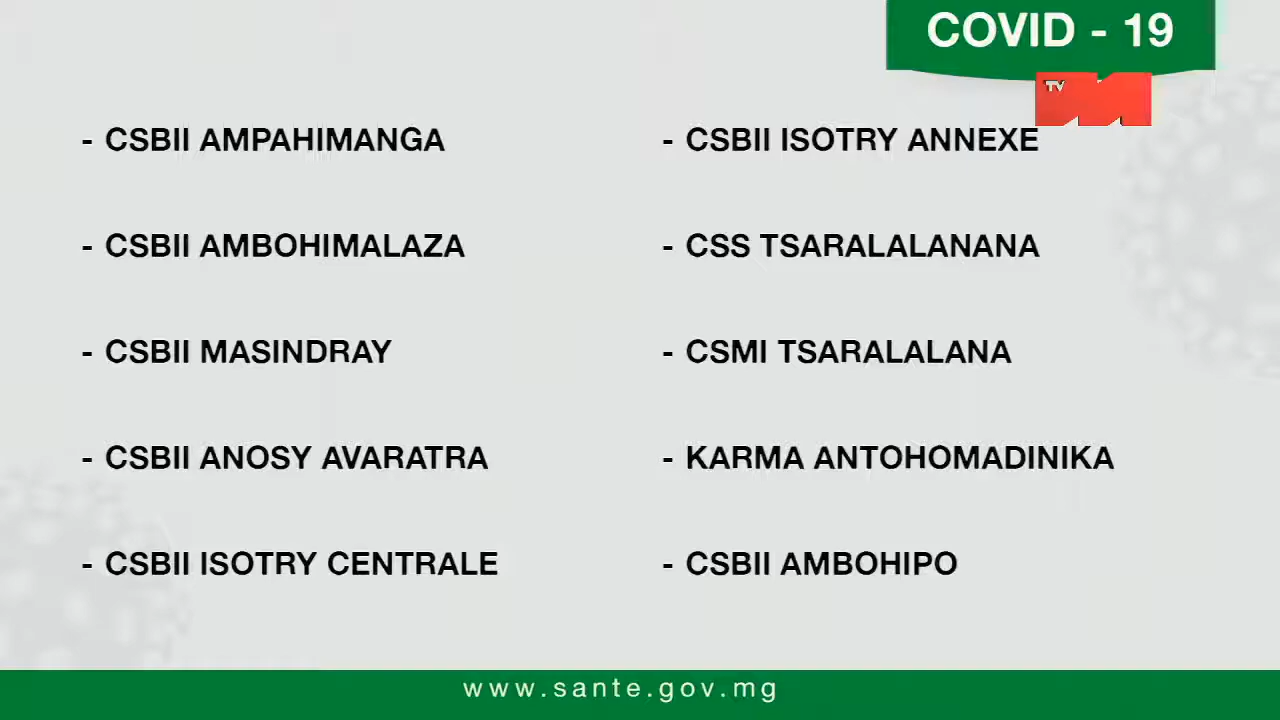 COVID - 19
TV
- CSBII AMPAHIMANGA
- CSBII AMBOHIMALAZA
- CSBII MASINDRAY
- CSBII ANOSY AVARATRA
- CSBII ISOTRY CENTRALE
- CSBII ISOTRY ANNEXE
- CSS TSARALALANANA
- CSMI TSARALALANA
- KARMA ANTOHOMADINIKA
- CSBII AMBOHIPO
www.sante.gov.mg